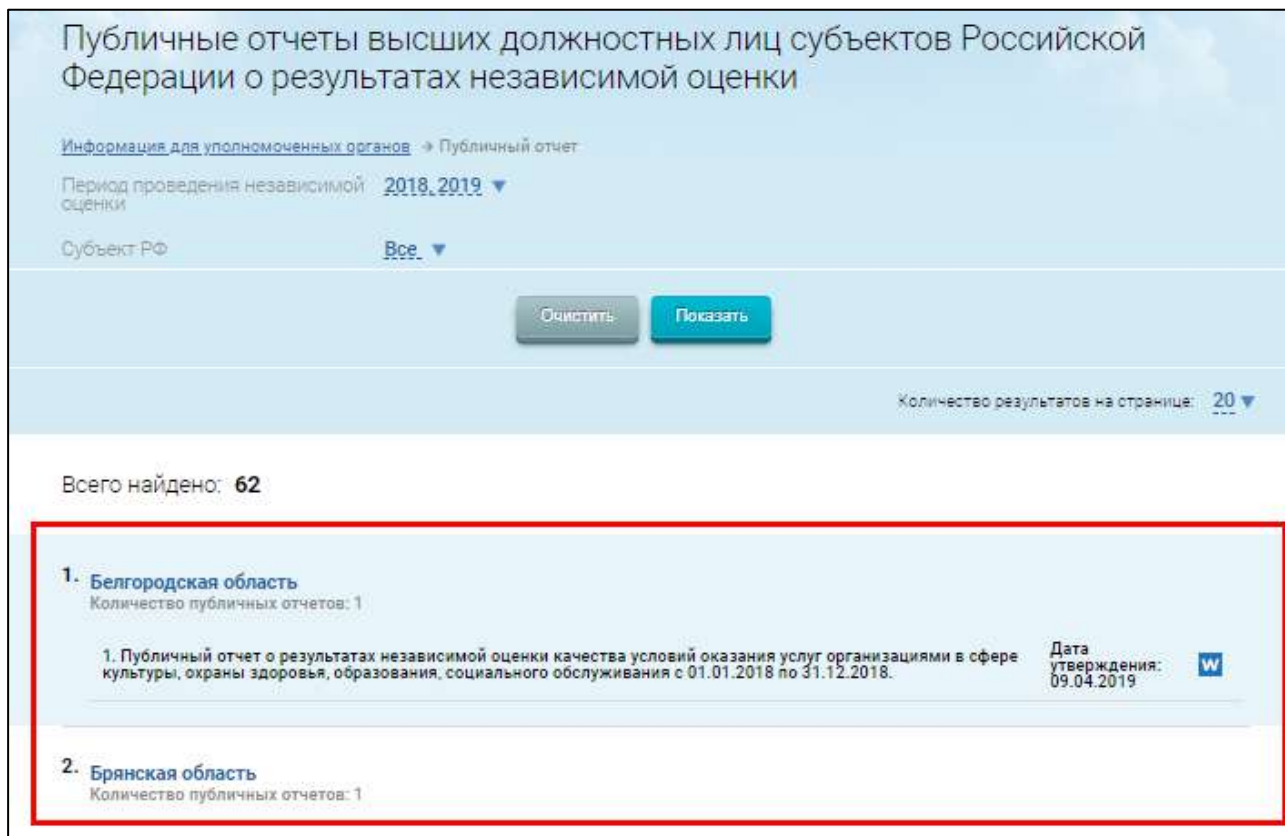 Публичные отчеты высших должностных лиц субъектов Российской
Федерации о результатах независимой оценки
Информация для уполномоченных органов → Публичный отчет
Период проведения независимой оценки 2018, 2019 ▼
Субъект РФ Все ▼
Очистить Показать
Количество результатов на странице: 20 ▼
Всего найдено: 62
1. Белгородская область
Количество публичных отчетов: 1
1. Публичный отчет о результатах независимой оценки качества условий оказания услуг организациями в сфере
культуры, охраны здоровья, образования, социального обслуживания с 01.01.2018 по 31.12.2018.
Дата
утверждения:
09.04.2019
W
2. Брянская область
Количество публичных отчетов: 1